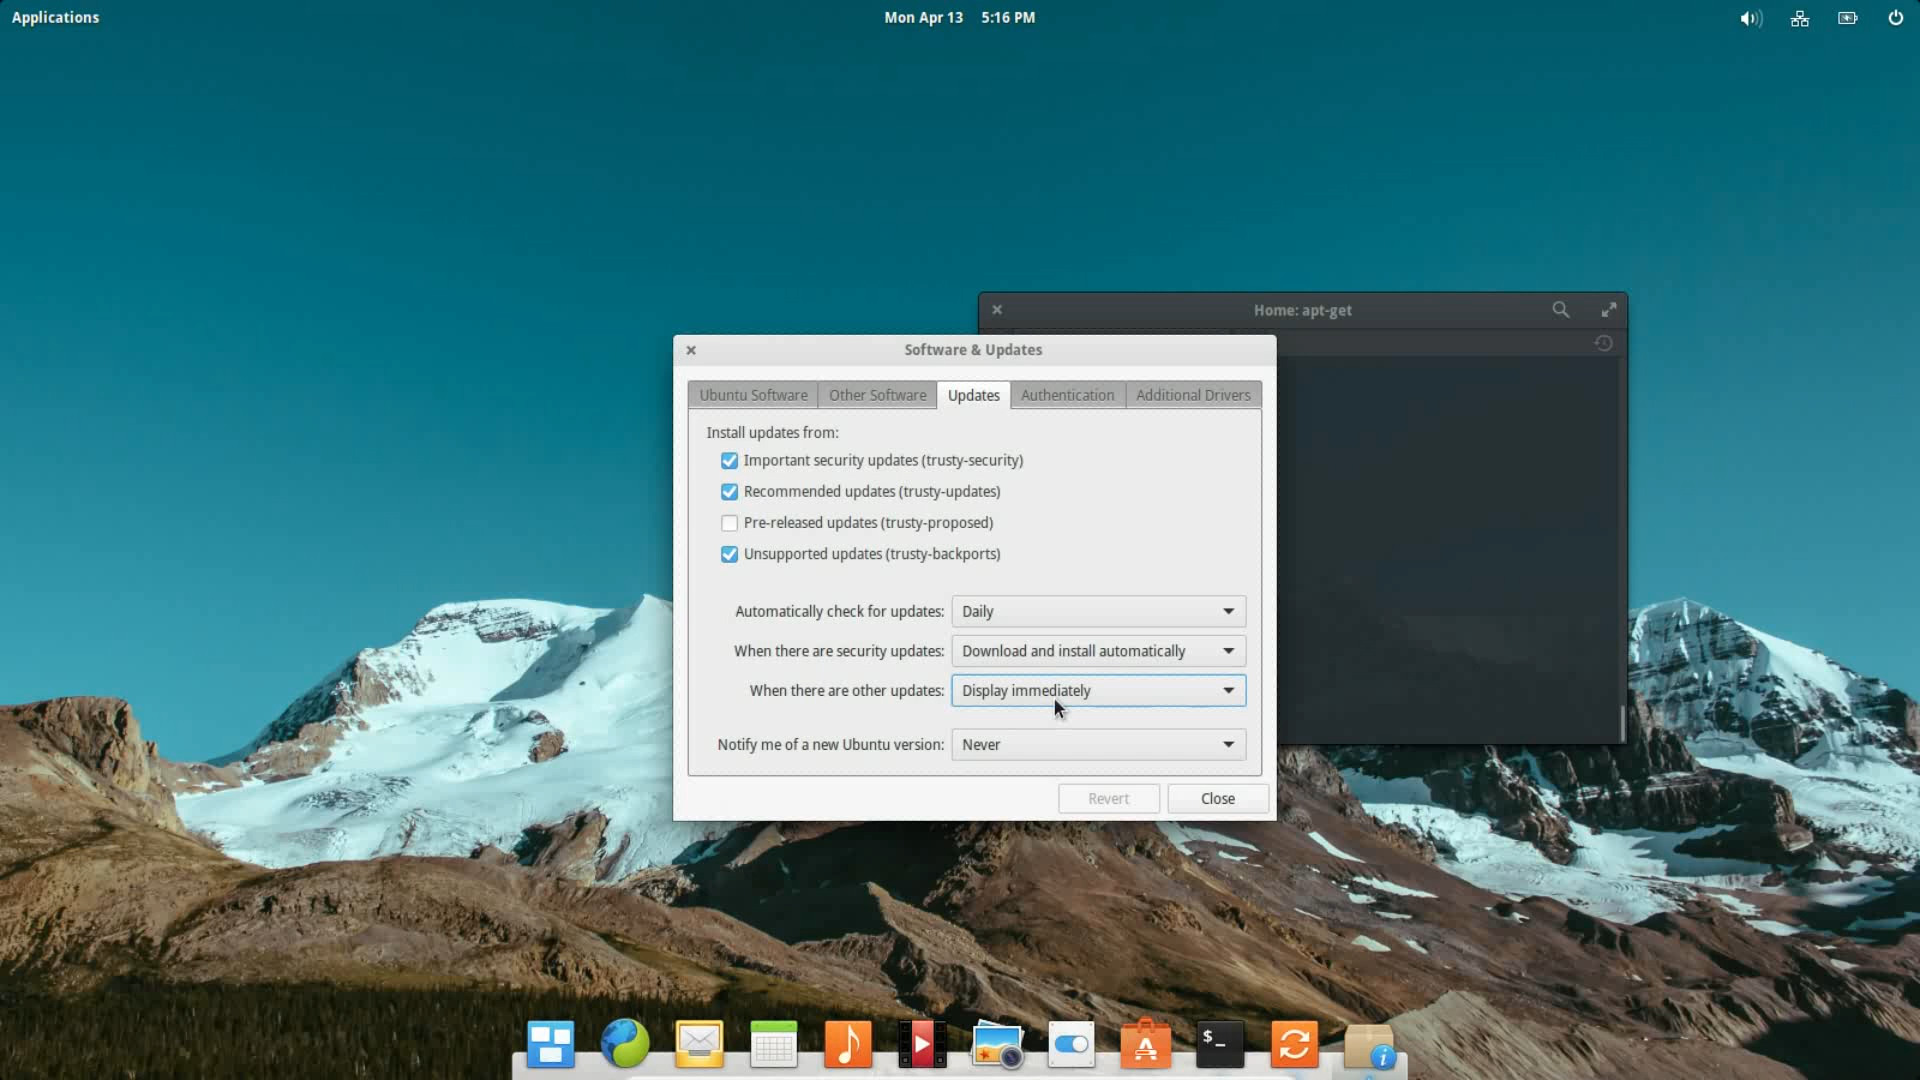 Applications
Mon Apr 13 5:16 PM
Home: apt-get
Software & Updates
Ubuntu Software Other Software Updates Authentication Additional Drivers
Install updates from:
Important security updates (trusty-security)
Recommended updates (trusty-updates)
Pre-released updates (trusty-proposed)
Unsupported updates (trusty-backports)
Automatically check for updates: Daily
When there are security updates: Download and install automatically
When there are other updates: Display immediately
Notify me of a new Ubuntu version: Never
Revert Close
$_